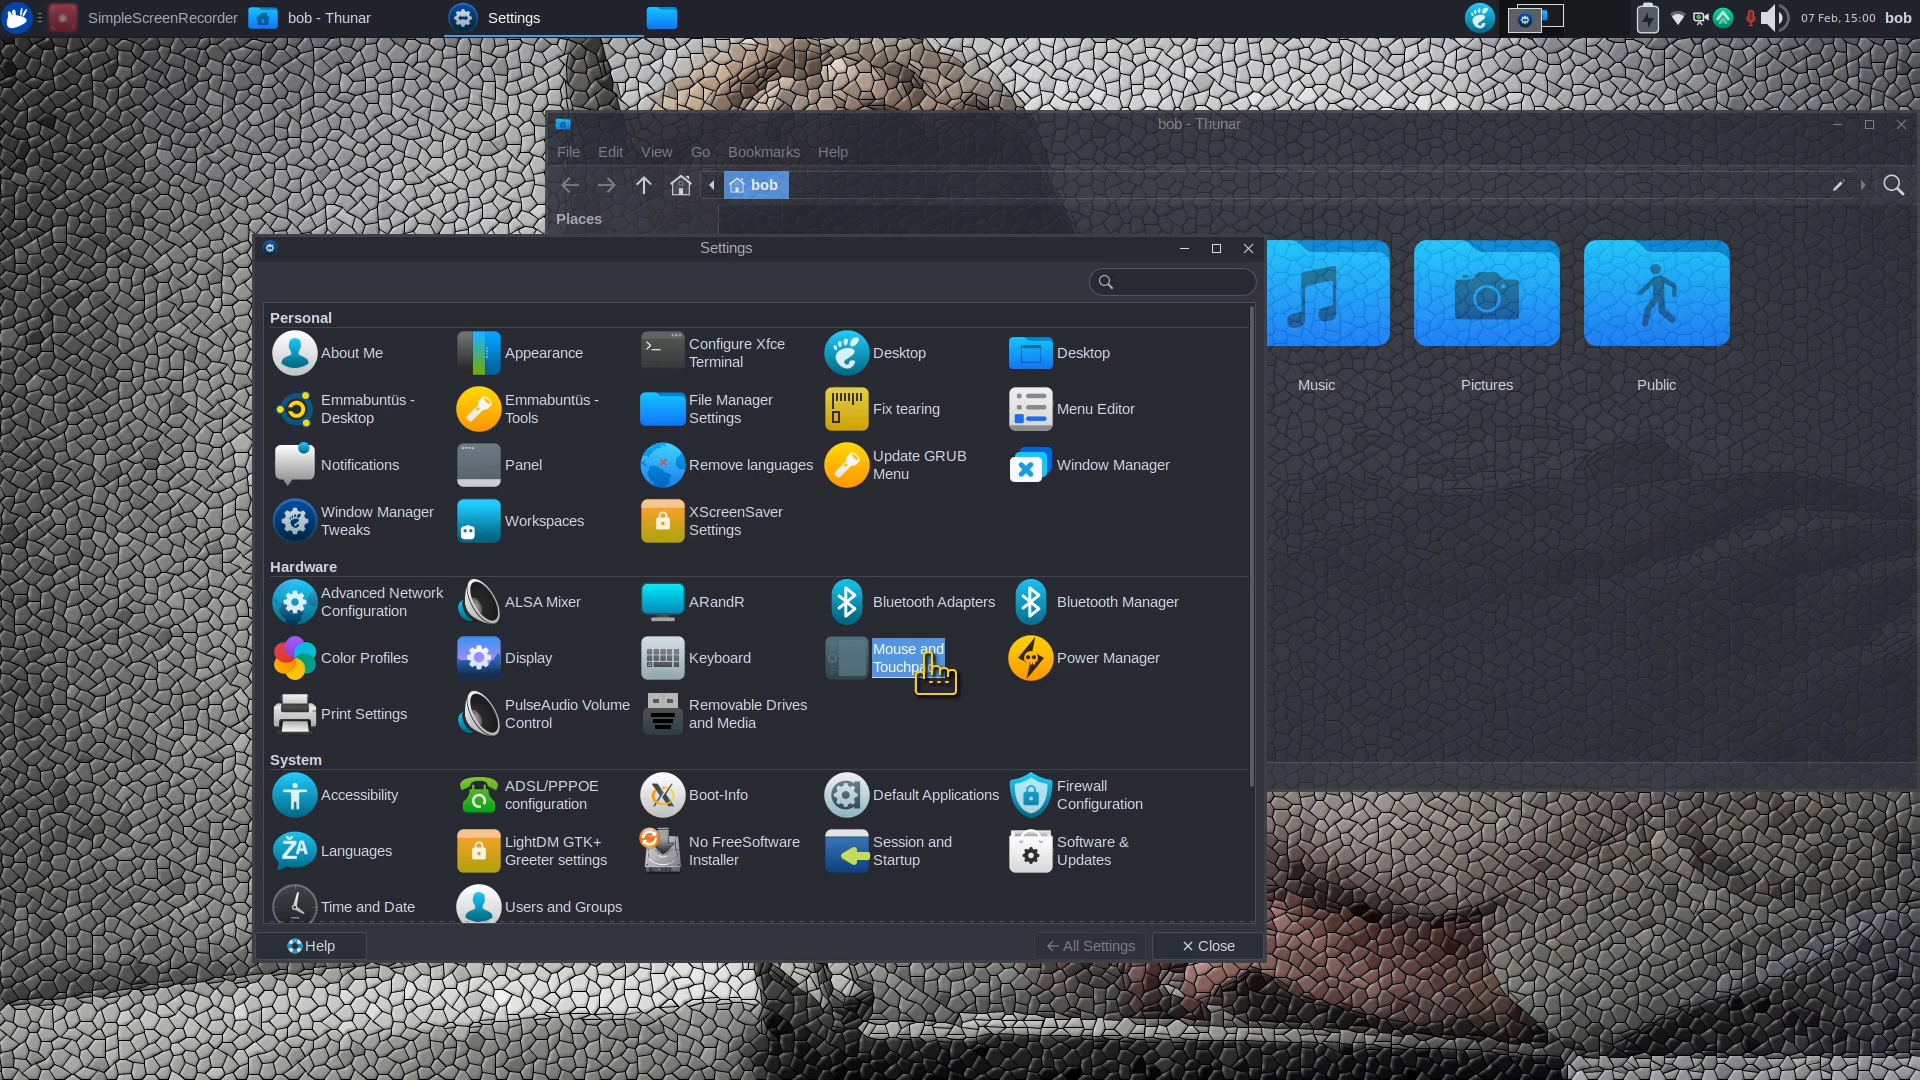 SimpleScreenRecorder
bob - Thunar
Settings
07 Feb, 15:00
bob
bob - Thunar
File Edit View Go Bookmarks Help
bob
Places
Music
Pictures
Public
Settings
Personal
About Me
Appearance
Configure Xfce
Terminal
Desktop
Desktop
Emmabuntüs -
Desktop
Emmabuntüs -
Tools
File Manager
Settings
Fix tearing
Menu Editor
Notifications
Panel
Remove languages
Update GRUB
Menu
Window Manager
Window Manager
Tweaks
Workspaces
XScreenSaver
Settings
Hardware
Advanced Network
Configuration
ALSA Mixer
ARandR
Bluetooth Adapters
Bluetooth Manager
Color Profiles
Display
Keyboard
Mouse and
Power Manager
Print Settings
PulseAudio Volume
Control
Removable Drives
and Media
System
Accessibility
ADSL/PPPOE
configuration
Boot-Info
Default Applications
Firewall
Configuration
Languages
LightDM GTK+
Greeter settings
No FreeSoftware
Installer
Session and
Startup
Software &
Updates
Time and Date
Users and Groups
Help
All Settings
Close